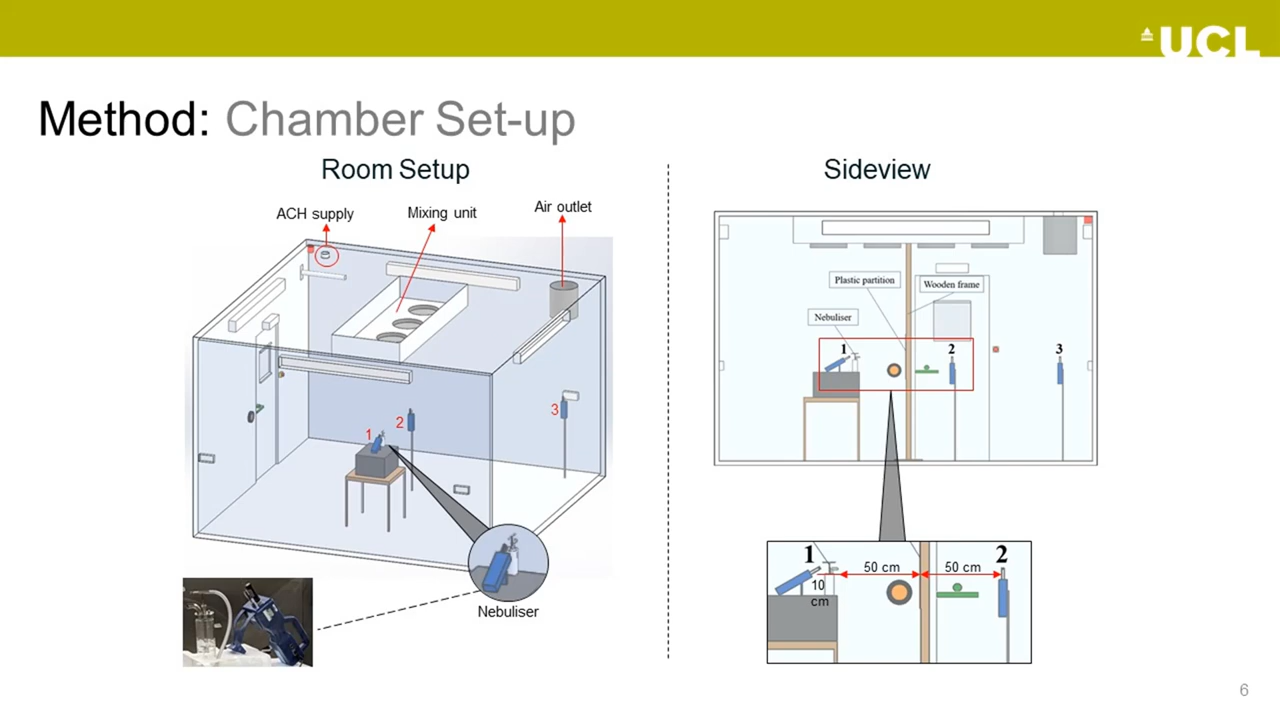 UCL
Method: Chamber Set-up
Room Setup
ACH supply
Mixing unit
Air outlet
1
2
3
Nebuliser
Sideview
Plastic partition
Wooden frame
Nebuliser
1
2
3
1
2
50 cm
50 cm
10
cm
6